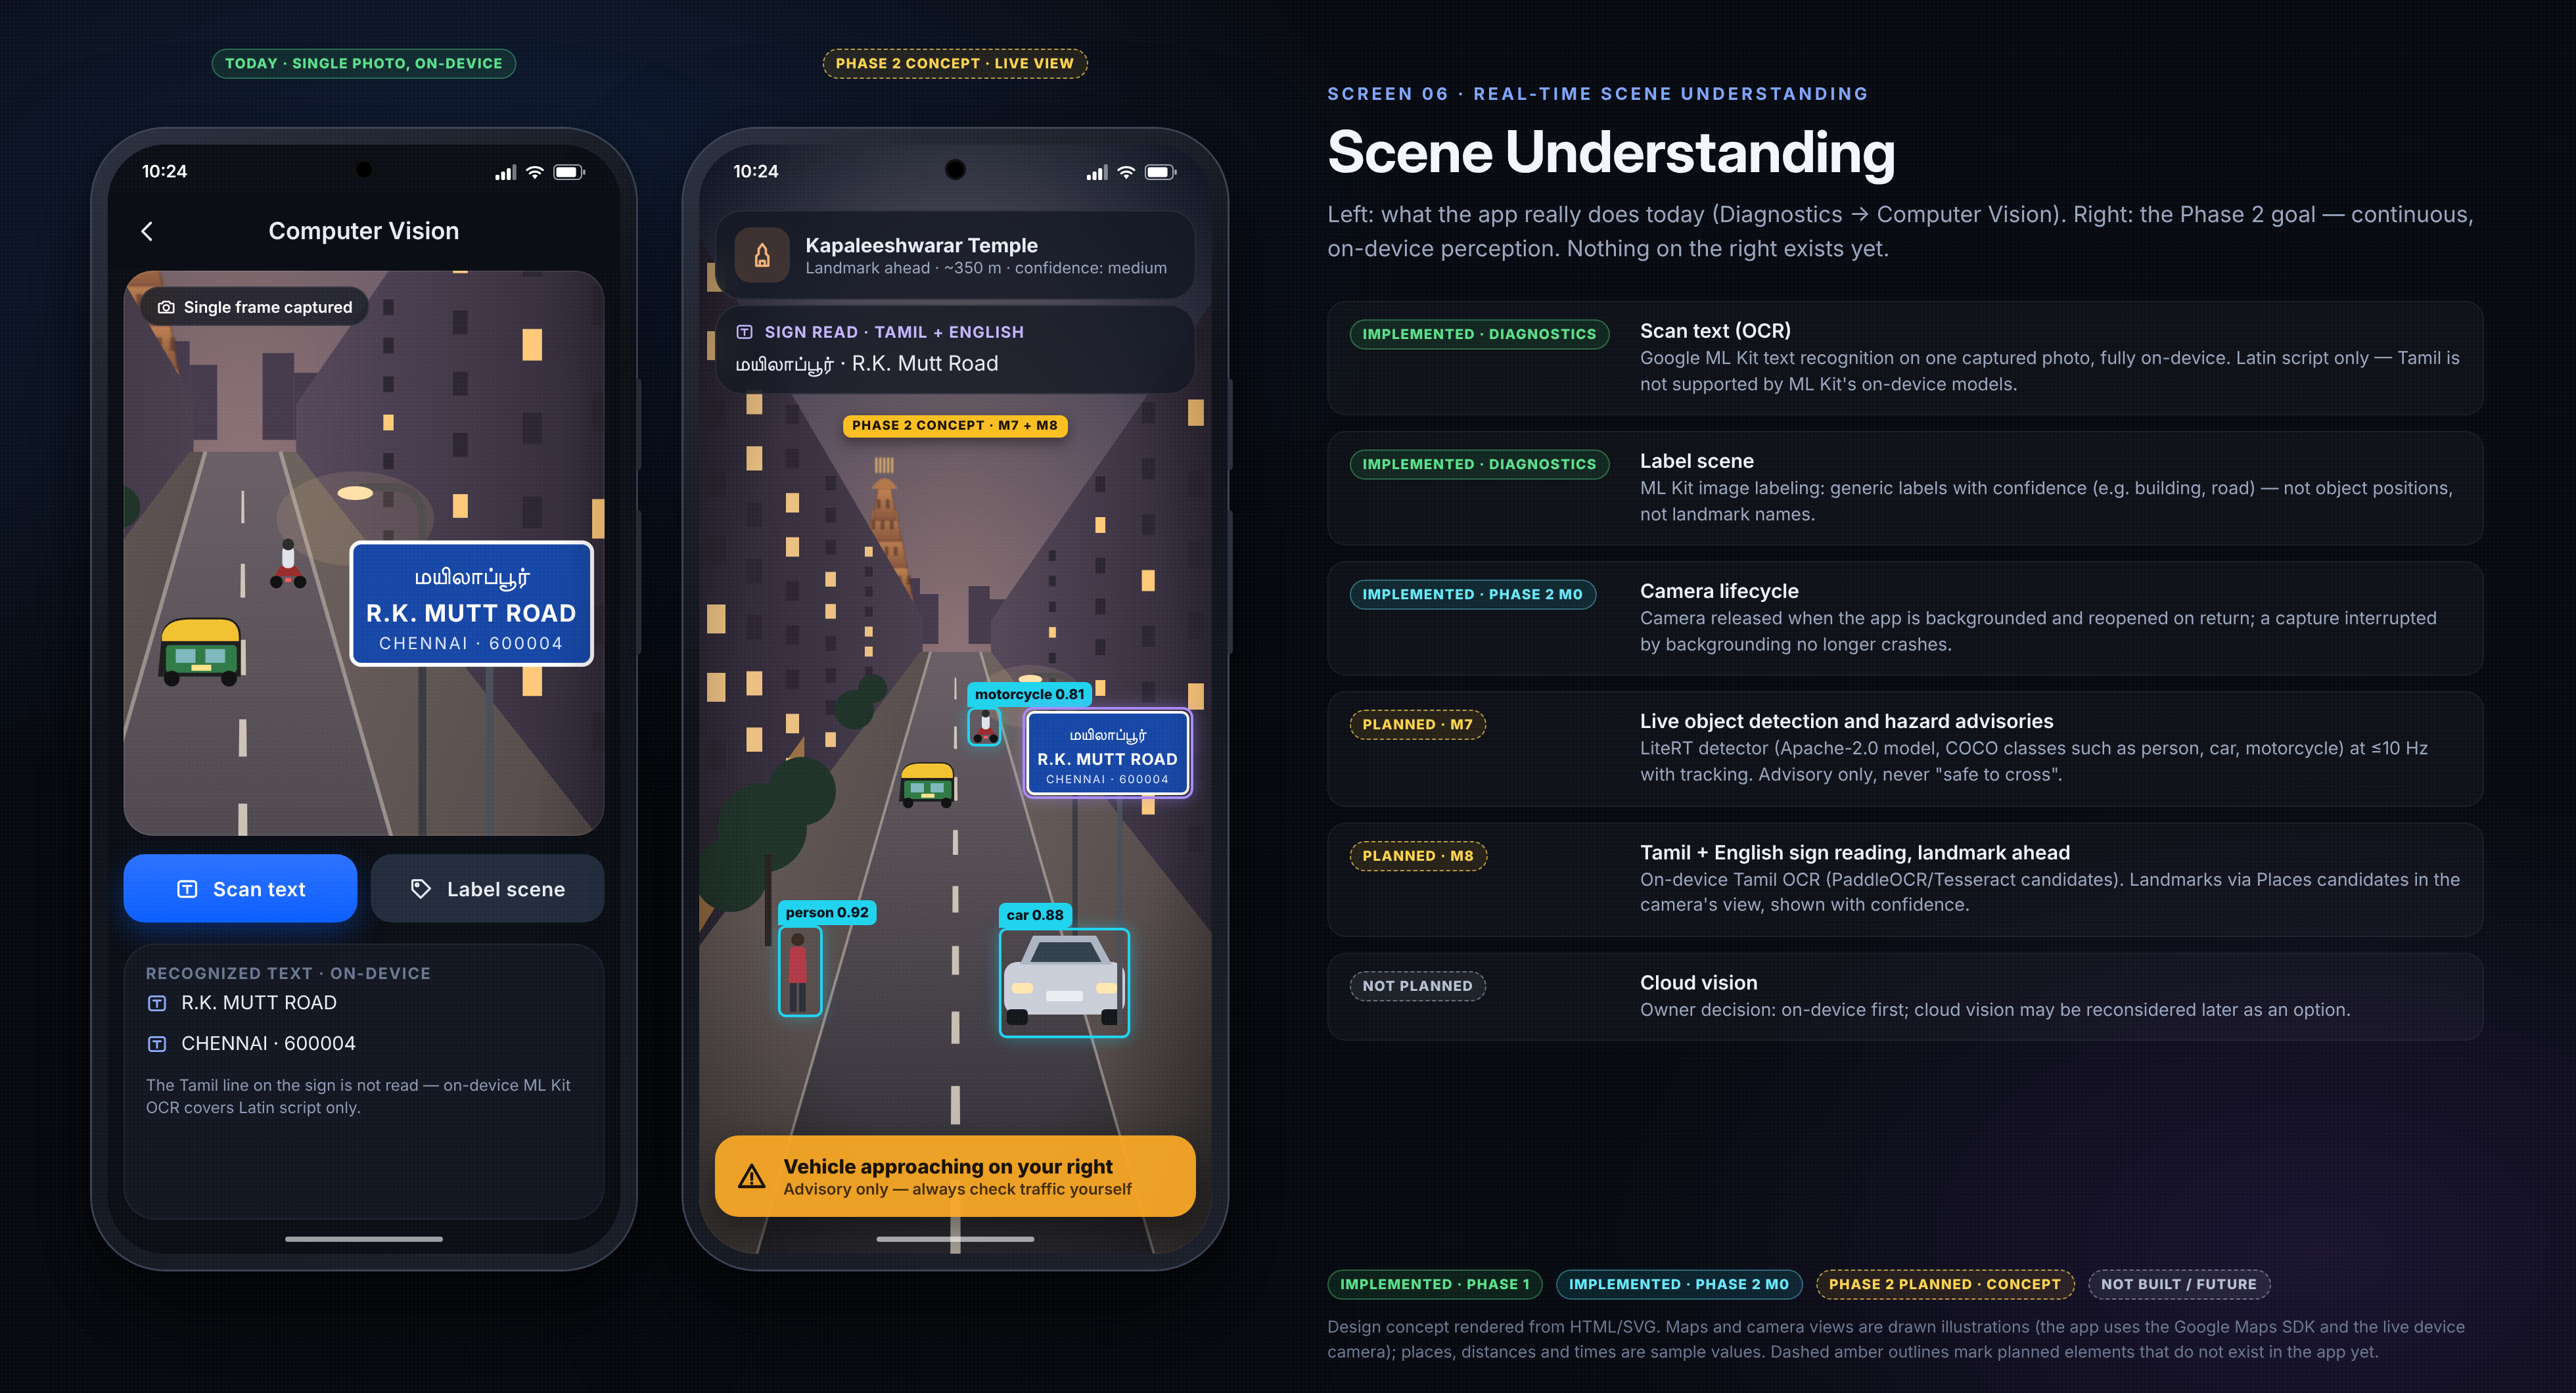 TODAY · SINGLE PHOTO, ON-DEVICE
10:24
Computer Vision
Single frame captured
மயிலாப்பூர்
R.K. MUTT ROAD
CHENNAI · 600004
Scan text
Label scene
RECOGNIZED TEXT · ON-DEVICE
R.K. MUTT ROAD
CHENNAI · 600004
The Tamil line on the sign is not read — on-device ML Kit
OCR covers Latin script only.
PHASE 2 CONCEPT · LIVE VIEW
10:24
Kapaleeshwarar Temple
Landmark ahead · ~350 m · confidence: medium
SIGN READ · TAMIL + ENGLISH
மயிலாப்பூர் · R.K. Mutt Road
PHASE 2 CONCEPT · M7 + M8
motorcycle 0.81
மயிலாப்பூர்
R.K. MUTT ROAD
CHENNAI · 600004
person 0.92
car 0.88
Vehicle approaching on your right
Advisory only — always check traffic yourself
SCREEN 06 · REAL-TIME SCENE UNDERSTANDING
Scene Understanding
Left: what the app really does today (Diagnostics → Computer Vision). Right: the Phase 2 goal — continuous,
on-device perception. Nothing on the right exists yet.
IMPLEMENTED · DIAGNOSTICS
Scan text (OCR)
Google ML Kit text recognition on one captured photo, fully on-device. Latin script only — Tamil is
not supported by ML Kit's on-device models.
IMPLEMENTED · DIAGNOSTICS
Label scene
ML Kit image labeling: generic labels with confidence (e.g. building, road) — not object positions,
not landmark names.
IMPLEMENTED · PHASE 2 M0
Camera lifecycle
Camera released when the app is backgrounded and reopened on return; a capture interrupted
by backgrounding no longer crashes.
PLANNED · M7
Live object detection and hazard advisories
LiteRT detector (Apache-2.0 model, COCO classes such as person, car, motorcycle) at ≤10 Hz
with tracking. Advisory only, never "safe to cross".
PLANNED · M8
Tamil + English sign reading, landmark ahead
On-device Tamil OCR (PaddleOCR/Tesseract candidates). Landmarks via Places candidates in the
camera's view, shown with confidence.
NOT PLANNED
Cloud vision
Owner decision: on-device first; cloud vision may be reconsidered later as an option.
IMPLEMENTED · PHASE 1
IMPLEMENTED · PHASE 2 M0
PHASE 2 PLANNED · CONCEPT
NOT BUILT / FUTURE
Design concept rendered from HTML/SVG. Maps and camera views are drawn illustrations (the app uses the Google Maps SDK and the live device
camera); places, distances and times are sample values. Dashed amber outlines mark planned elements that do not exist in the app yet.